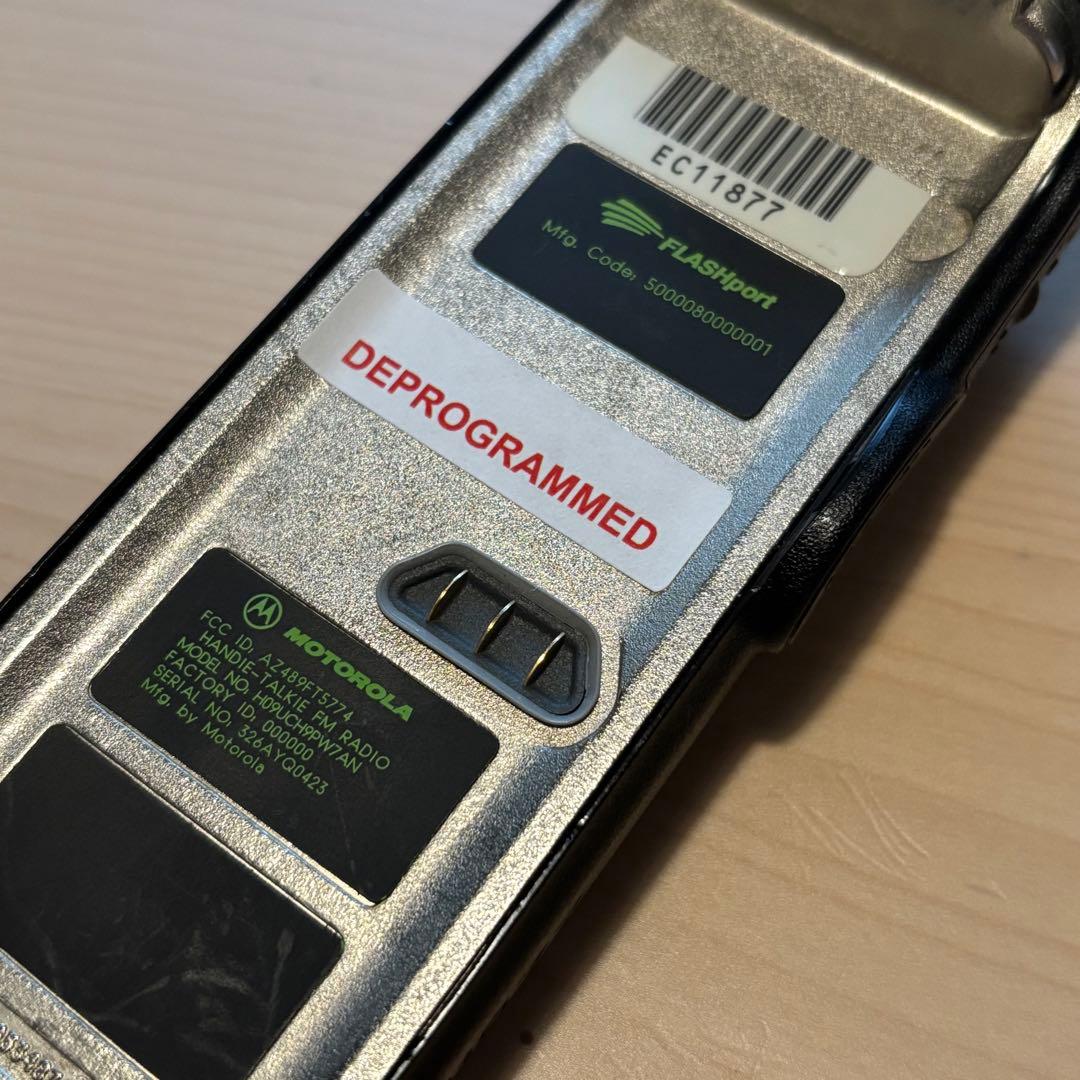 EC11877
FLASHport
Mfg. Code: 5000080000001
DEPROGRAMMED
MOTOROLA
FCC ID. AZ489FT5774
HANDIE-TALKIE FM RADIO
MODEL NO. H09UCH9PW7AN
FACTORY ID. 000000
SERIAL NO. 326AYQ0423
Mfg. by Motorola